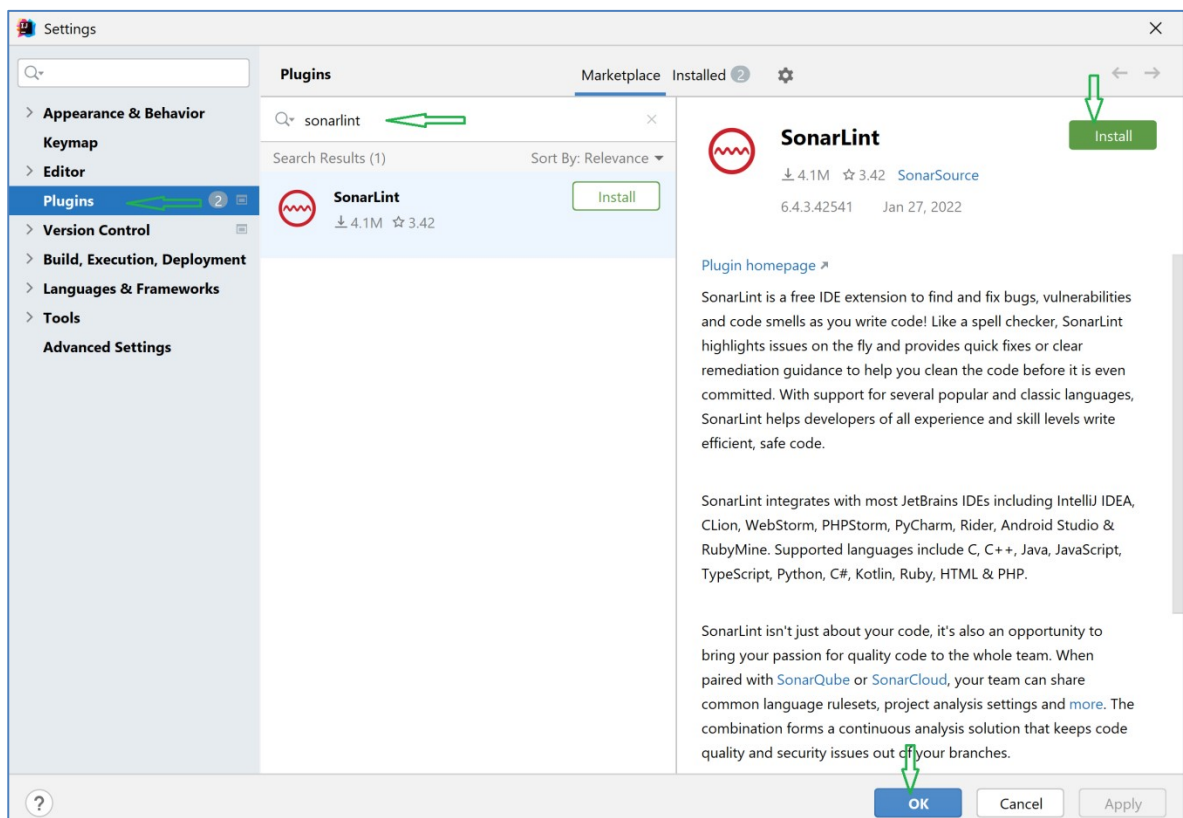 Settings
Appearance & Behavior
Keymap
Editor
Plugins 2
Version Control
Build, Execution, Deployment
Languages & Frameworks
Tools
Advanced Settings
Plugins
Marketplace Installed 2
sonarlint
Search Results (1) Sort By: Relevance
SonarLint
4.1M 3.42
Install
SonarLint
Install
4.1M 3.42 SonarSource
6.4.3.42541 Jan 27, 2022
Plugin homepage
SonarLint is a free IDE extension to find and fix bugs, vulnerabilities
and code smells as you write code! Like a spell checker, SonarLint
highlights issues on the fly and provides quick fixes or clear
remediation guidance to help you clean the code before it is even
committed. With support for several popular and classic languages,
SonarLint helps developers of all experience and skill levels write
efficient, safe code.
SonarLint integrates with most JetBrains IDEs including IntelliJ IDEA,
CLion, WebStorm, PHPStorm, PyCharm, Rider, Android Studio &
RubyMine. Supported languages include C, C++, Java, JavaScript,
TypeScript, Python, C#, Kotlin, Ruby, HTML & PHP.
SonarLint isn't just about your code, it's also an opportunity to
bring your passion for quality code to the whole team. When
paired with SonarQube or SonarCloud, your team can share
common language rulesets, project analysis settings and more. The
combination forms a continuous analysis solution that keeps code
quality and security issues out of your branches.
?
OK Cancel Apply